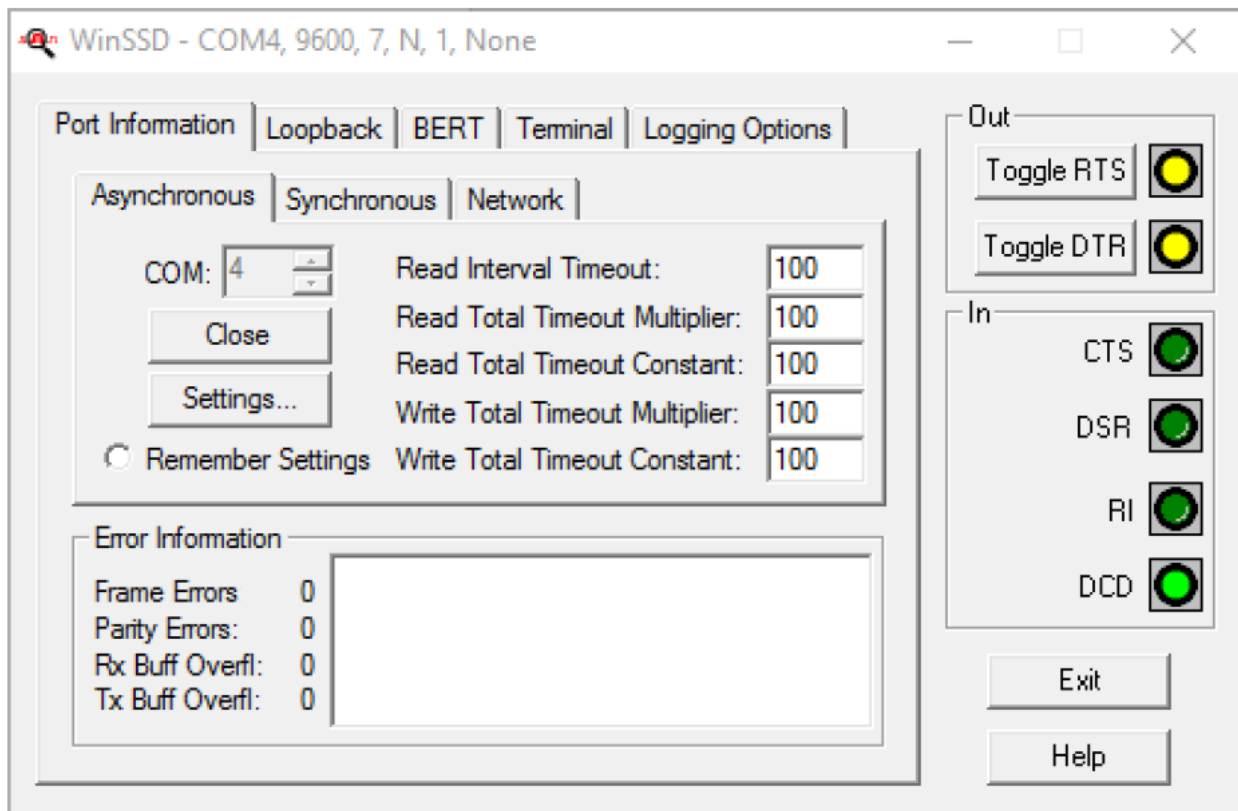 WinSSD - COM4, 9600, 7, N, 1, None
Port Information Loopback BERT Terminal Logging Options
Asynchronous Synchronous Network
COM: 4
Close
Settings...
Remember Settings
Read Interval Timeout: 100
Read Total Timeout Multiplier: 100
Read Total Timeout Constant: 100
Write Total Timeout Multiplier: 100
Write Total Timeout Constant: 100
Error Information
Frame Errors 0
Parity Errors: 0
Rx Buff Overfl: 0
Tx Buff Overfl: 0
Out
Toggle RTS
Toggle DTR
In
CTS
DSR
RI
DCD
Exit
Help